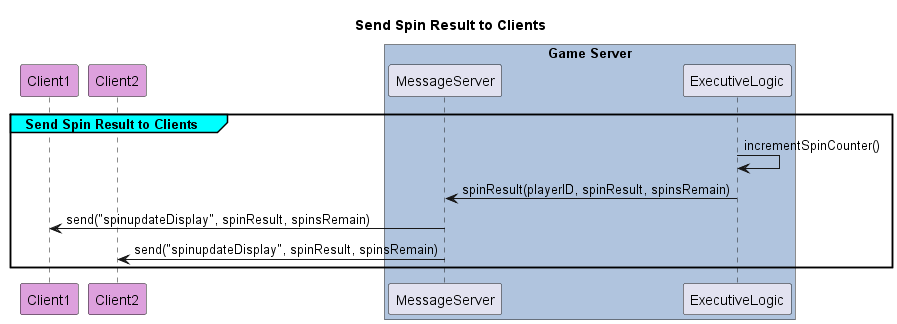 Send Spin Result to Clients
Game Server
Client1
Client2
MessageServer
ExecutiveLogic
Send Spin Result to Clients
incrementSpinCounter()
spinResult(playerID, spinResult, spinsRemain)
send("spinupdateDisplay", spinResult, spinsRemain)
send("spinupdateDisplay", spinResult, spinsRemain)
Client1
Client2
MessageServer
ExecutiveLogic